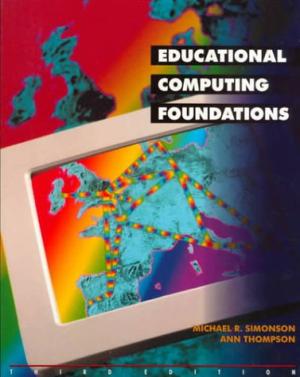 EDUCATIONAL
COMPUTING
FOUNDATIONS
MICHAEL R. SIMONSON
ANN THOMPSON
THIRD EDITION